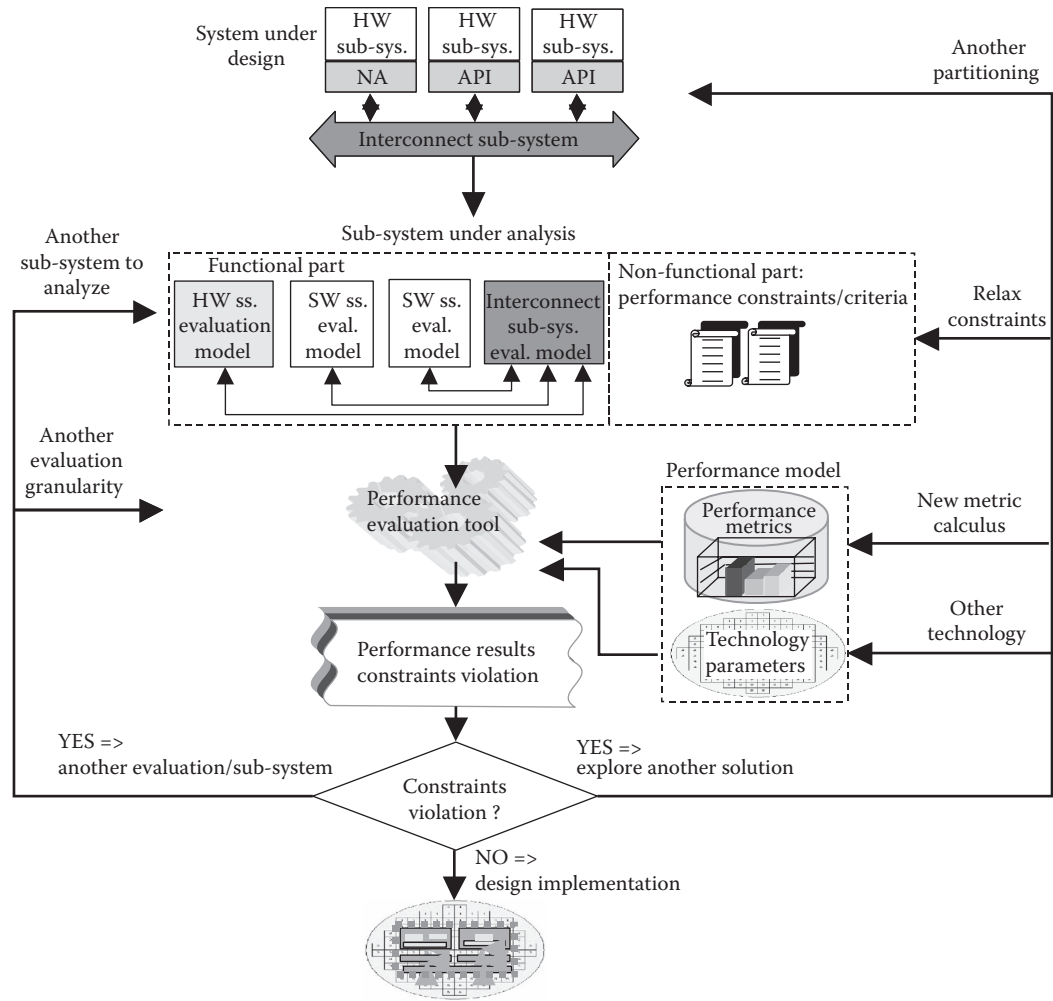 System under
design
HW
sub-sys.
NA
HW
sub-sys.
API
HW
sub-sys.
API
Interconnect sub-system
Another
partitioning
Sub-system under analysis
Another
sub-system to
analyze
Functional part
HW ss.
evaluation
model
SW ss.
eval.
model
SW ss.
eval.
model
Interconnect
sub-sys.
eval. model
Non-functional part:
performance constraints/criteria
Relax
constraints
Another
evaluation
granularity
Performance
evaluation tool
Performance model
Performance
metrics
New metric
calculus
Technology
parameters
Other
technology
Performance results
constraints violation
YES =>
another evaluation/sub-system
YES =>
explore another solution
Constraints
violation ?
NO =>
design implementation